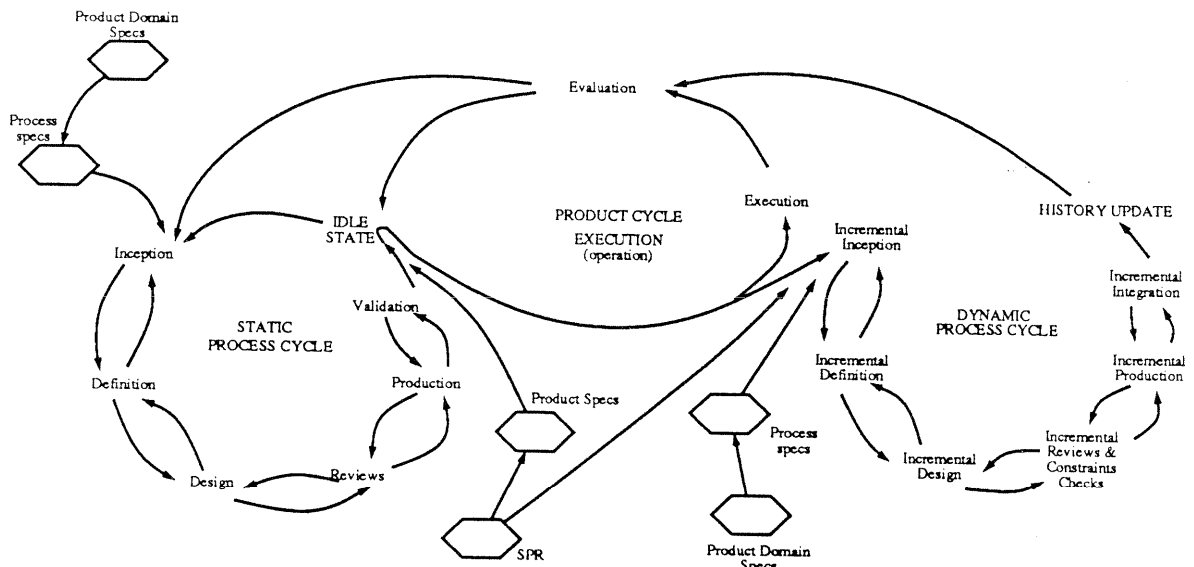 Product Domain
Specs
Process
specs
Evaluation
Execution
HISTORY UPDATE
IDLE
STATE
PRODUCT CYCLE
EXECUTION
(operation)
Incremental
Inception
Inception
Incremental
Integration
Validation
STATIC
PROCESS CYCLE
DYNAMIC
PROCESS CYCLE
Definition
Production
Product Specs
Incremental
Definition
Incremental
Production
Process
specs
Design
Reviews
Incremental
Design
Incremental
Reviews &
Constraints
Checks
SPR
Product Domain
Specs